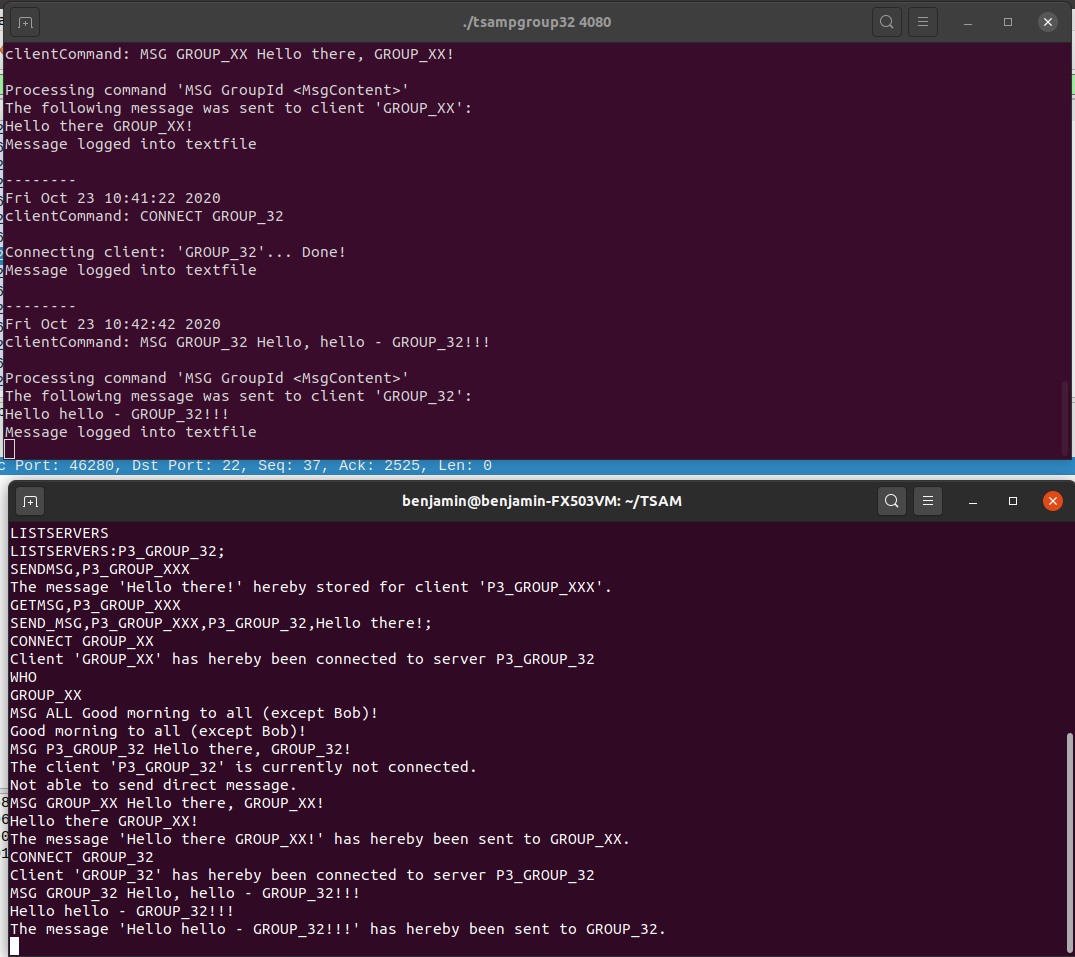 ./tsampgroup32 4080
clientCommand: MSG GROUP_XX Hello there, GROUP_XX!
Processing command 'MSG GroupId <MsgContent>'
The following message was sent to client 'GROUP_XX':
Hello there GROUP_XX!
Message logged into textfile
--------
Fri Oct 23 10:41:22 2020
clientCommand: CONNECT GROUP_32
Connecting client: 'GROUP_32'... Done!
Message logged into textfile
--------
Fri Oct 23 10:42:42 2020
clientCommand: MSG GROUP_32 Hello, hello - GROUP_32!!!
Processing command 'MSG GroupId <MsgContent>'
The following message was sent to client 'GROUP_32':
Hello hello - GROUP_32!!!
Message logged into textfile
c Port: 46280, Dst Port: 22, Seq: 37, Ack: 2525, Len: 0
benjamin@benjamin-FX503VM: ~/TSAM
LISTSERVERS
LISTSERVERS:P3_GROUP_32;
SENDMSG,P3_GROUP_XXX
The message 'Hello there!' hereby stored for client 'P3_GROUP_XXX'.
GETMSG,P3_GROUP_XXX
SEND_MSG,P3_GROUP_XXX,P3_GROUP_32,Hello there!;
CONNECT GROUP_XX
Client 'GROUP_XX' has hereby been connected to server P3_GROUP_32
WHO
GROUP_XX
MSG ALL Good morning to all (except Bob)!
Good morning to all (except Bob)!
MSG P3_GROUP_32 Hello there, GROUP_32!
The client 'P3_GROUP_32' is currently not connected.
Not able to send direct message.
MSG GROUP_XX Hello there, GROUP_XX!
Hello there GROUP_XX!
The message 'Hello there GROUP_XX!' has hereby been sent to GROUP_XX.
CONNECT GROUP_32
Client 'GROUP_32' has hereby been connected to server P3_GROUP_32
MSG GROUP_32 Hello, hello - GROUP_32!!!
Hello hello - GROUP_32!!!
The message 'Hello hello - GROUP_32!!!' has hereby been sent to GROUP_32.